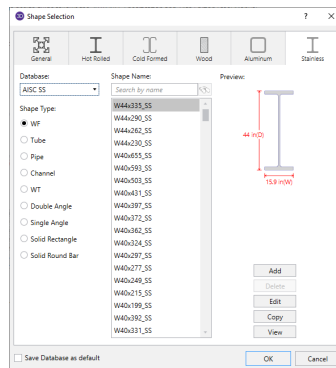 Shape Selection
? ×
General
Hot Rolled
Cold Formed
Wood
Aluminum
Stainless
Database:
AISC SS
Shape Type:
WF
Tube
Pipe
Channel
WT
Double Angle
Single Angle
Solid Rectangle
Solid Round Bar
Shape Name:
Search by name
W44x335_SS
W44x290_SS
W44x262_SS
W44x230_SS
W40x655_SS
W40x593_SS
W40x503_SS
W40x431_SS
W40x397_SS
W40x372_SS
W40x362_SS
W40x324_SS
W40x297_SS
W40x277_SS
W40x249_SS
W40x215_SS
W40x199_SS
W40x392_SS
W40x331_SS
Preview:
44 in(D)
15.9 in(W)
Add
Delete
Edit
Copy
View
Save Database as default
OK
Cancel